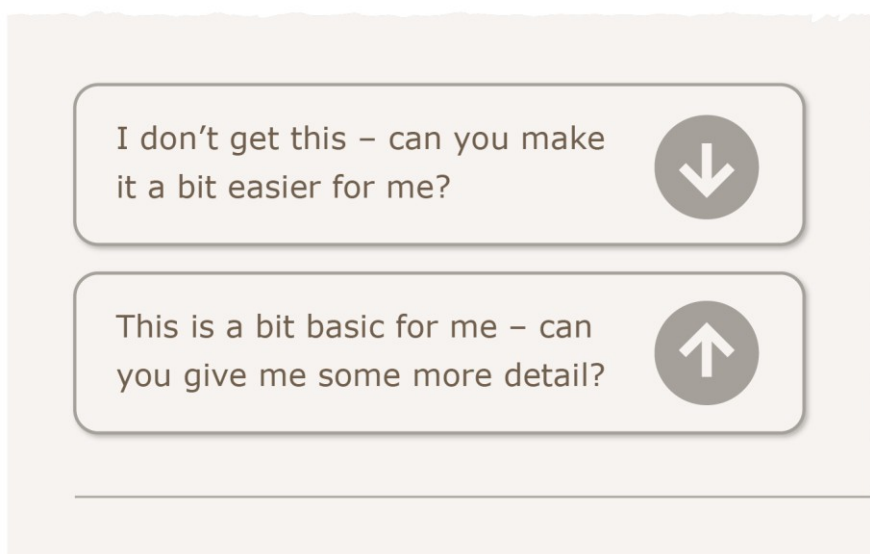 I don’t get this – can you make
it a bit easier for me?
This is a bit basic for me – can
you give me some more detail?